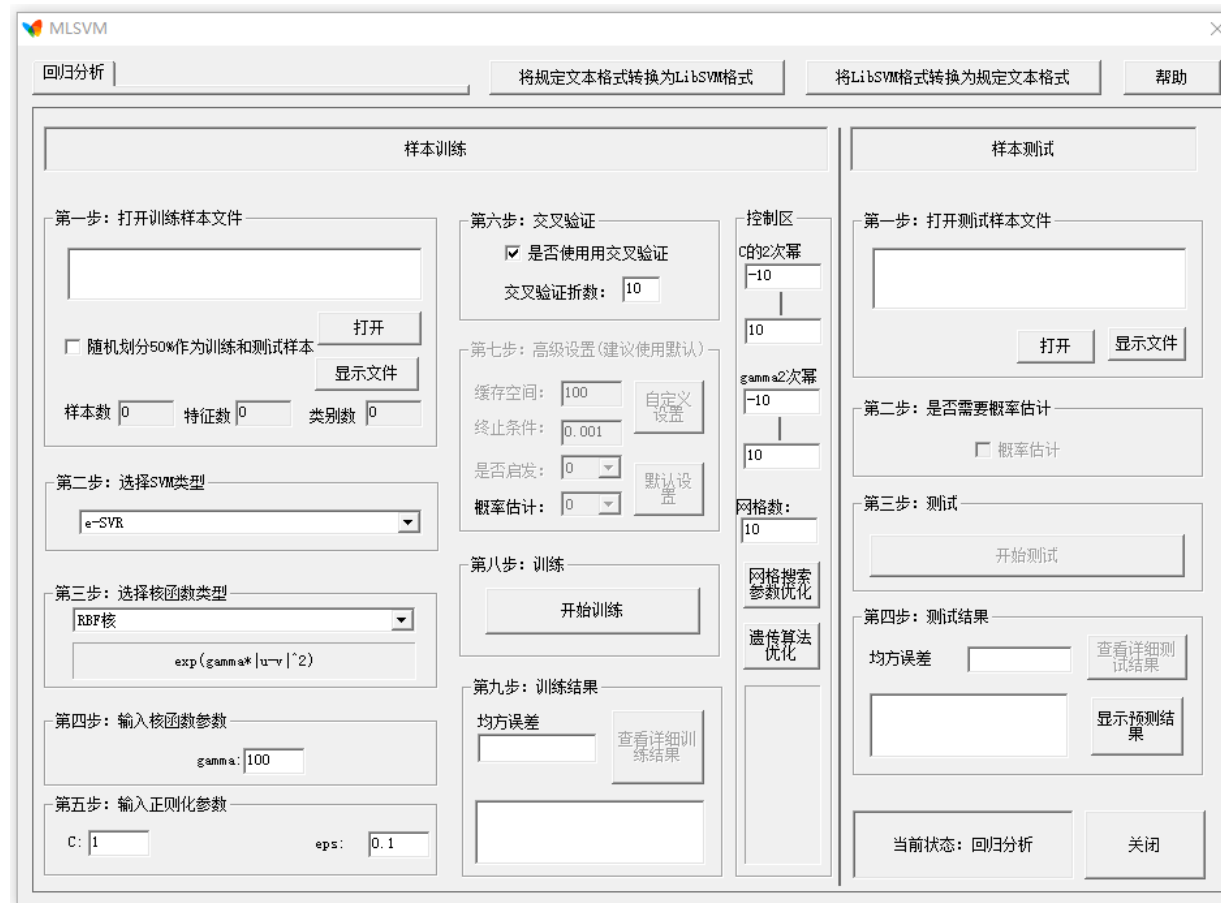 MLSVM
回归分析
将规定文本格式转换为LibSVM格式
将LibSVM格式转换为规定文本格式
帮助
样本训练
第一步: 打开训练样本文件
打开
随机划分50%作为训练和测试样本
显示文件
样本数 0
特征数 0
类别数 0
第二步: 选择SVM类型
e-SVR
第三步: 选择核函数类型
RBF核
exp(gamma*|u-v|^2)
第四步: 输入核函数参数
gamma: 100
第五步: 输入正则化参数
C: 1
eps: 0.1
第六步: 交叉验证
是否使用用交叉验证
交叉验证折数: 10
第七步: 高级设置(建议使用默认)
缓存空间: 100
终止条件: 0.001
自定义
设置
是否启发: 0
概率估计: 0
默认设
置
第八步: 训练
开始训练
第九步: 训练结果
均方误差
查看详细训
练结果
控制区
C的2次幂
-10
10
gamma2次幂
-10
10
网格数:
10
网格搜索
参数优化
遗传算法
优化
样本测试
第一步: 打开测试样本文件
打开
显示文件
第二步: 是否需要概率估计
概率估计
第三步: 测试
开始测试
第四步: 测试结果
均方误差
查看详细测
试结果
显示预测结
果
当前状态: 回归分析
关闭